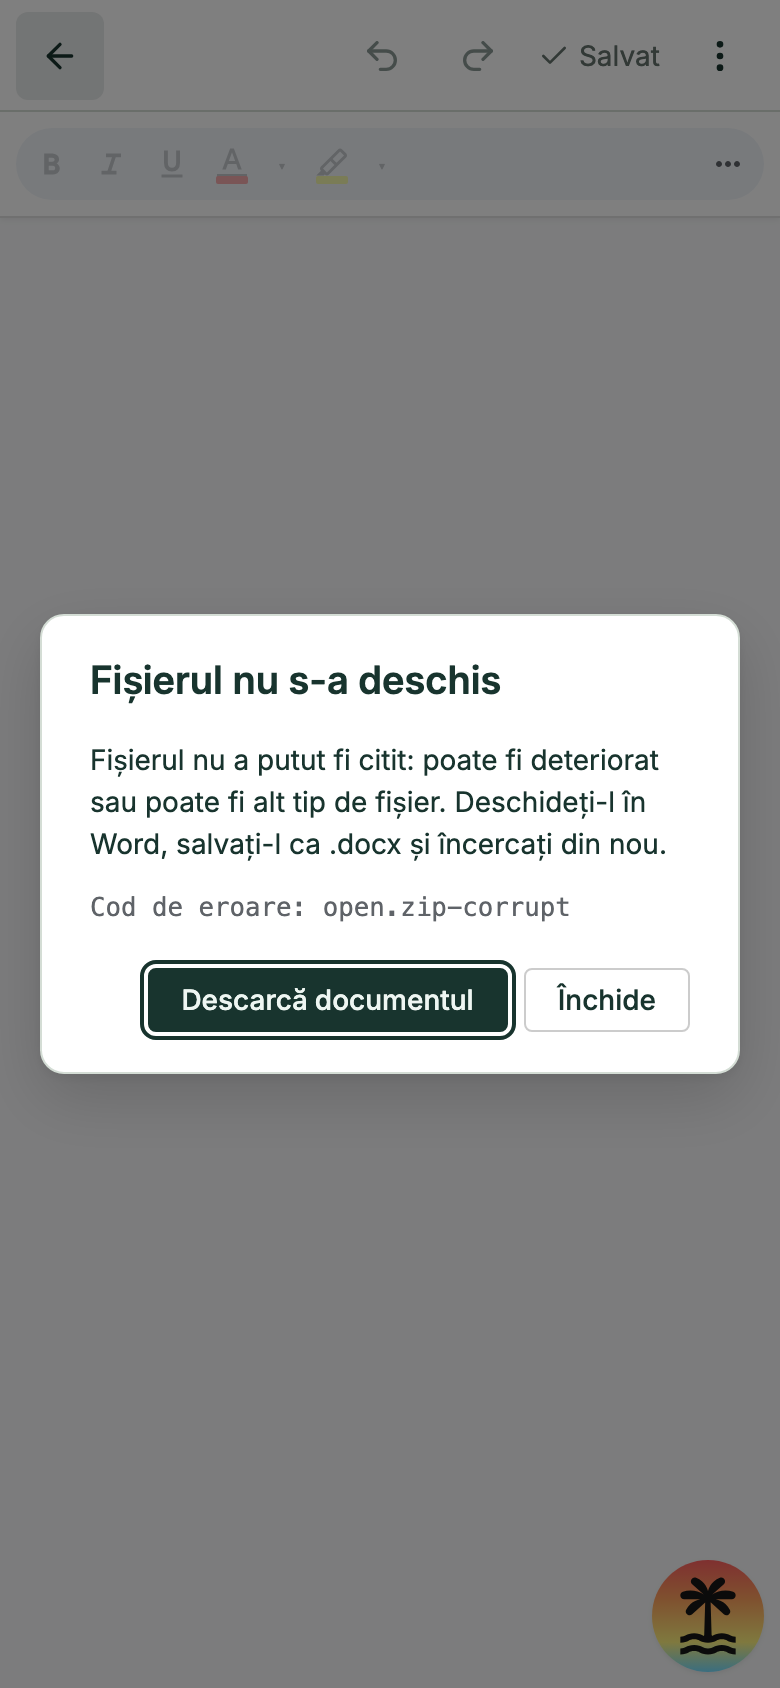 Salvat
B I U A
Fișierul nu s-a deschis
Fișierul nu a putut fi citit: poate fi deteriorat
sau poate fi alt tip de fișier. Deschideți-l în
Word, salvați-l ca .docx și încercați din nou.
Cod de eroare: open.zip-corrupt
Descarcă documentul
Închide